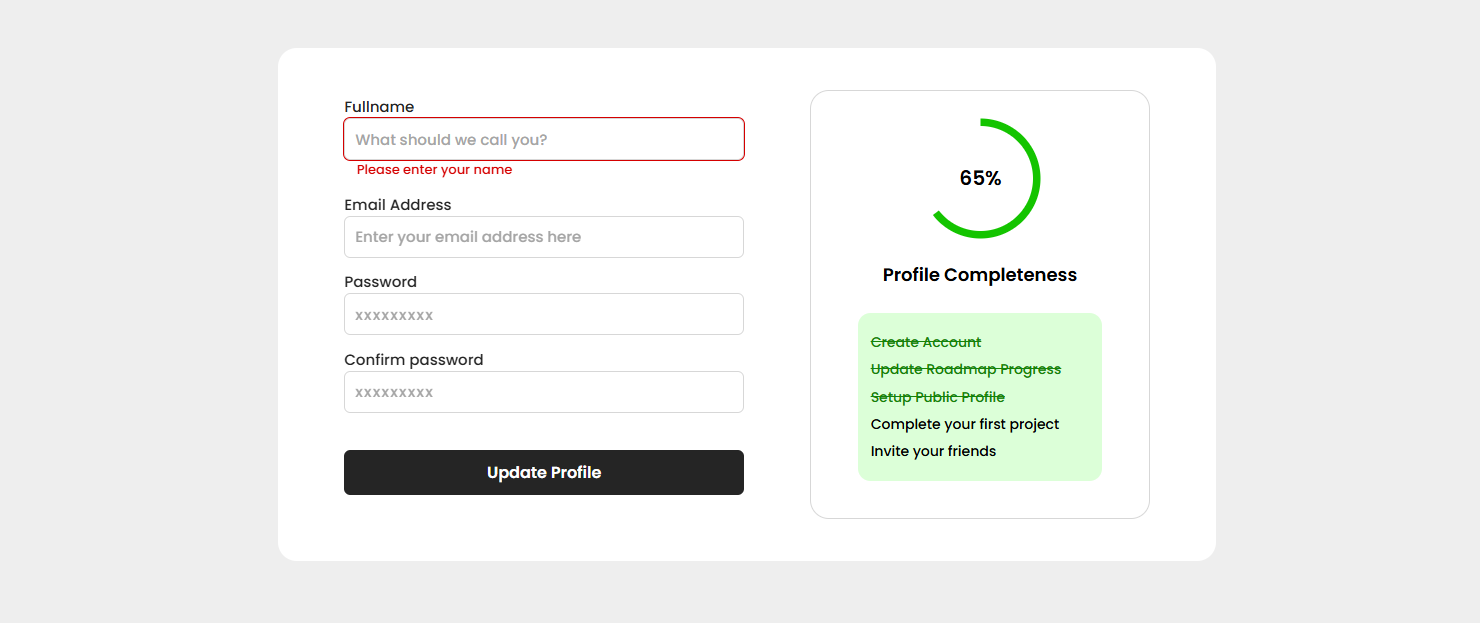 Fullname
What should we call you?
Please enter your name
Email Address
Enter your email address here
Password
xxxxxxxxx
Confirm password
xxxxxxxxx
Update Profile
65%
Profile Completeness
Create Account
Update Roadmap Progress
Setup Public Profile
Complete your first project
Invite your friends